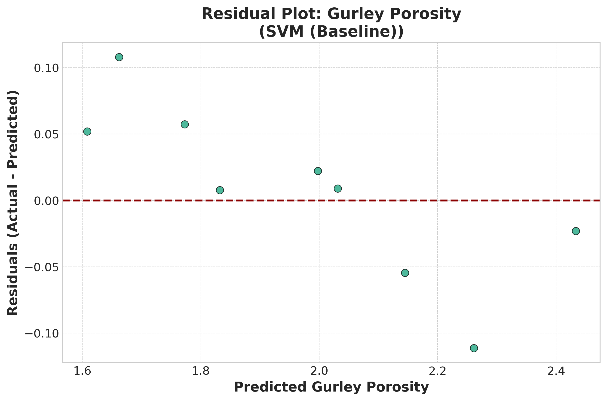 Residual Plot: Gurley Porosity
(SVM (Baseline))
Residuals (Actual - Predicted)
0.10
0.05
0.00
−0.05
−0.10
1.6
1.8
2.0
2.2
2.4
Predicted Gurley Porosity